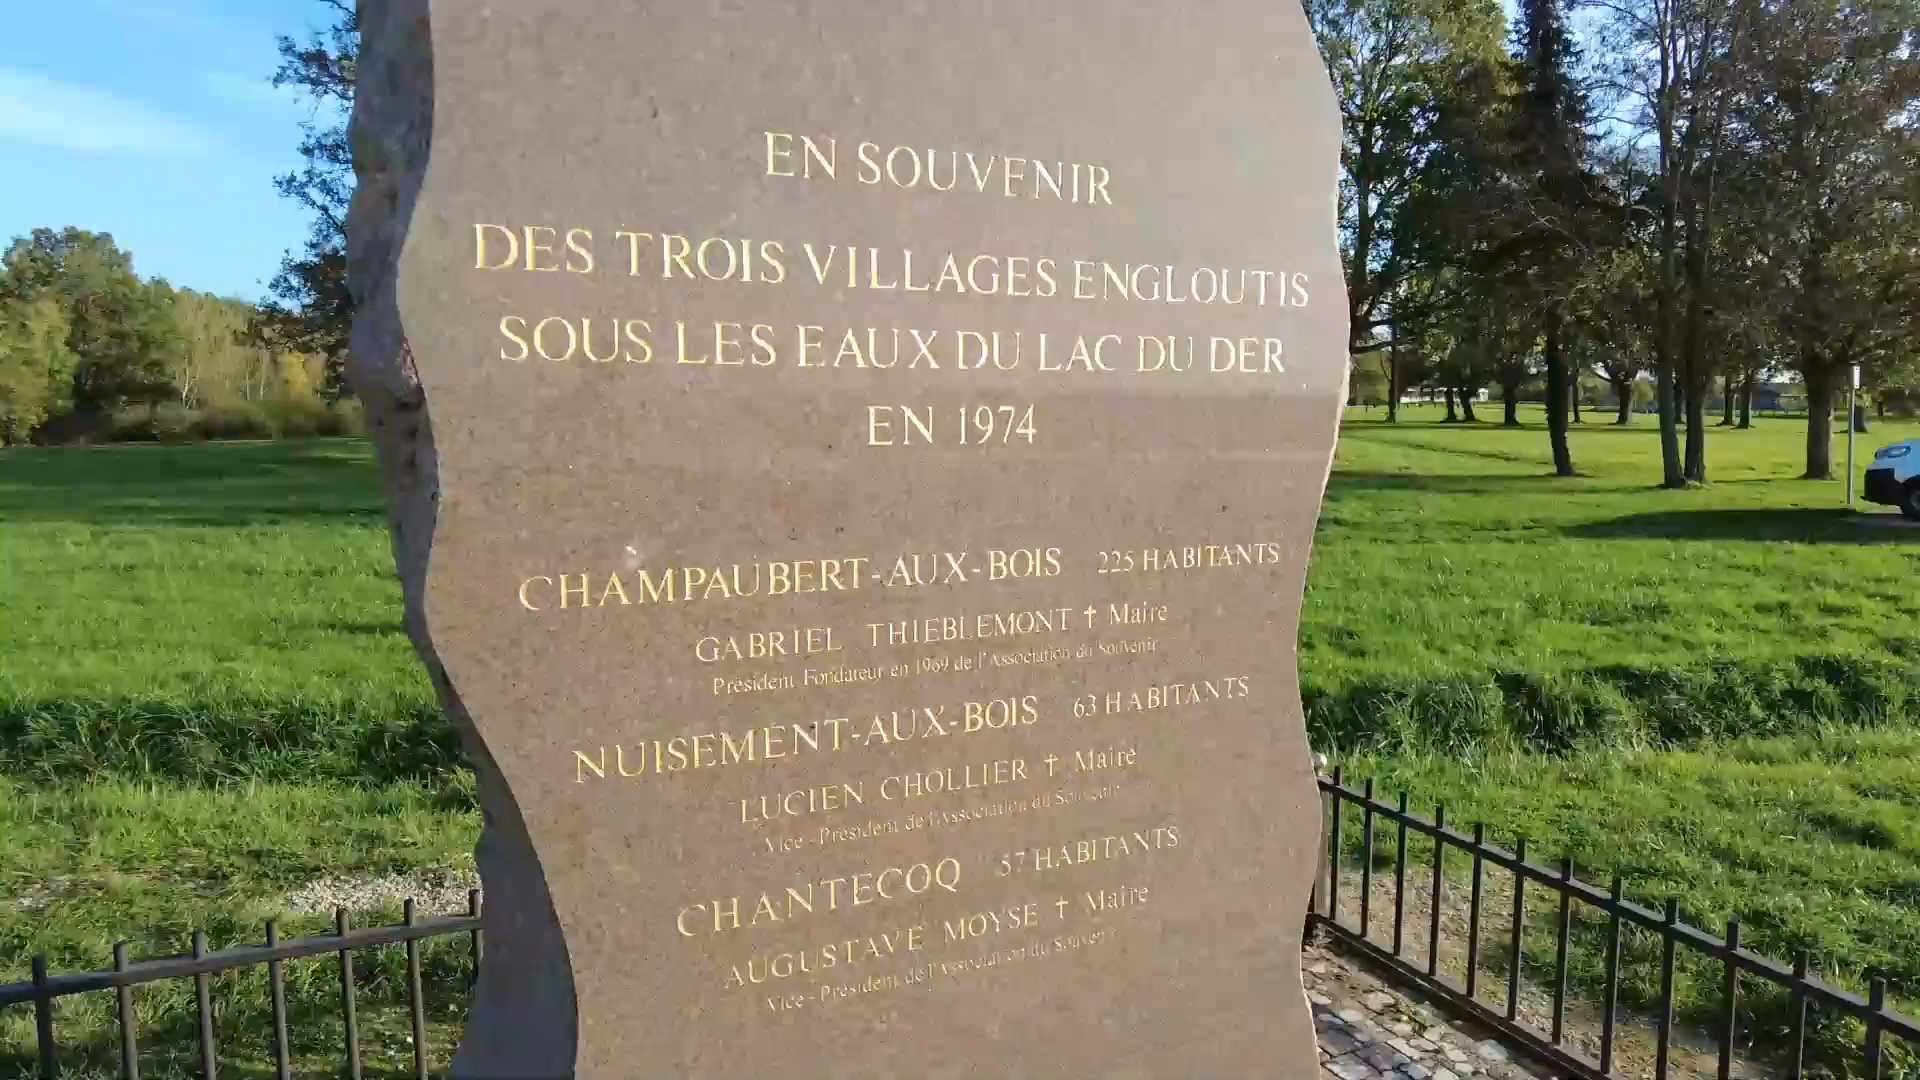 EN SOUVENIR
DES TROIS VILLAGES ENGLOUTIS
SOUS LES EAUX DU LAC DU DER
EN 1974
CHAMPAUBERT-AUX-BOIS 225 HABITANTS
GABRIEL THIEBLEMONT ✝ Maire
Président Fondateur en 1969 de l'Association du Souvenir
NUISEMENT-AUX-BOIS 63 HABITANTS
LUCIEN CHOLLIER ✝ Maire
Vice - Président de l'Association du Souvenir
CHANTECOQ 57 HABITANTS
AUGUSTAVE MOYSE ✝ Maire
Vice - Président de l'Association du Souvenir